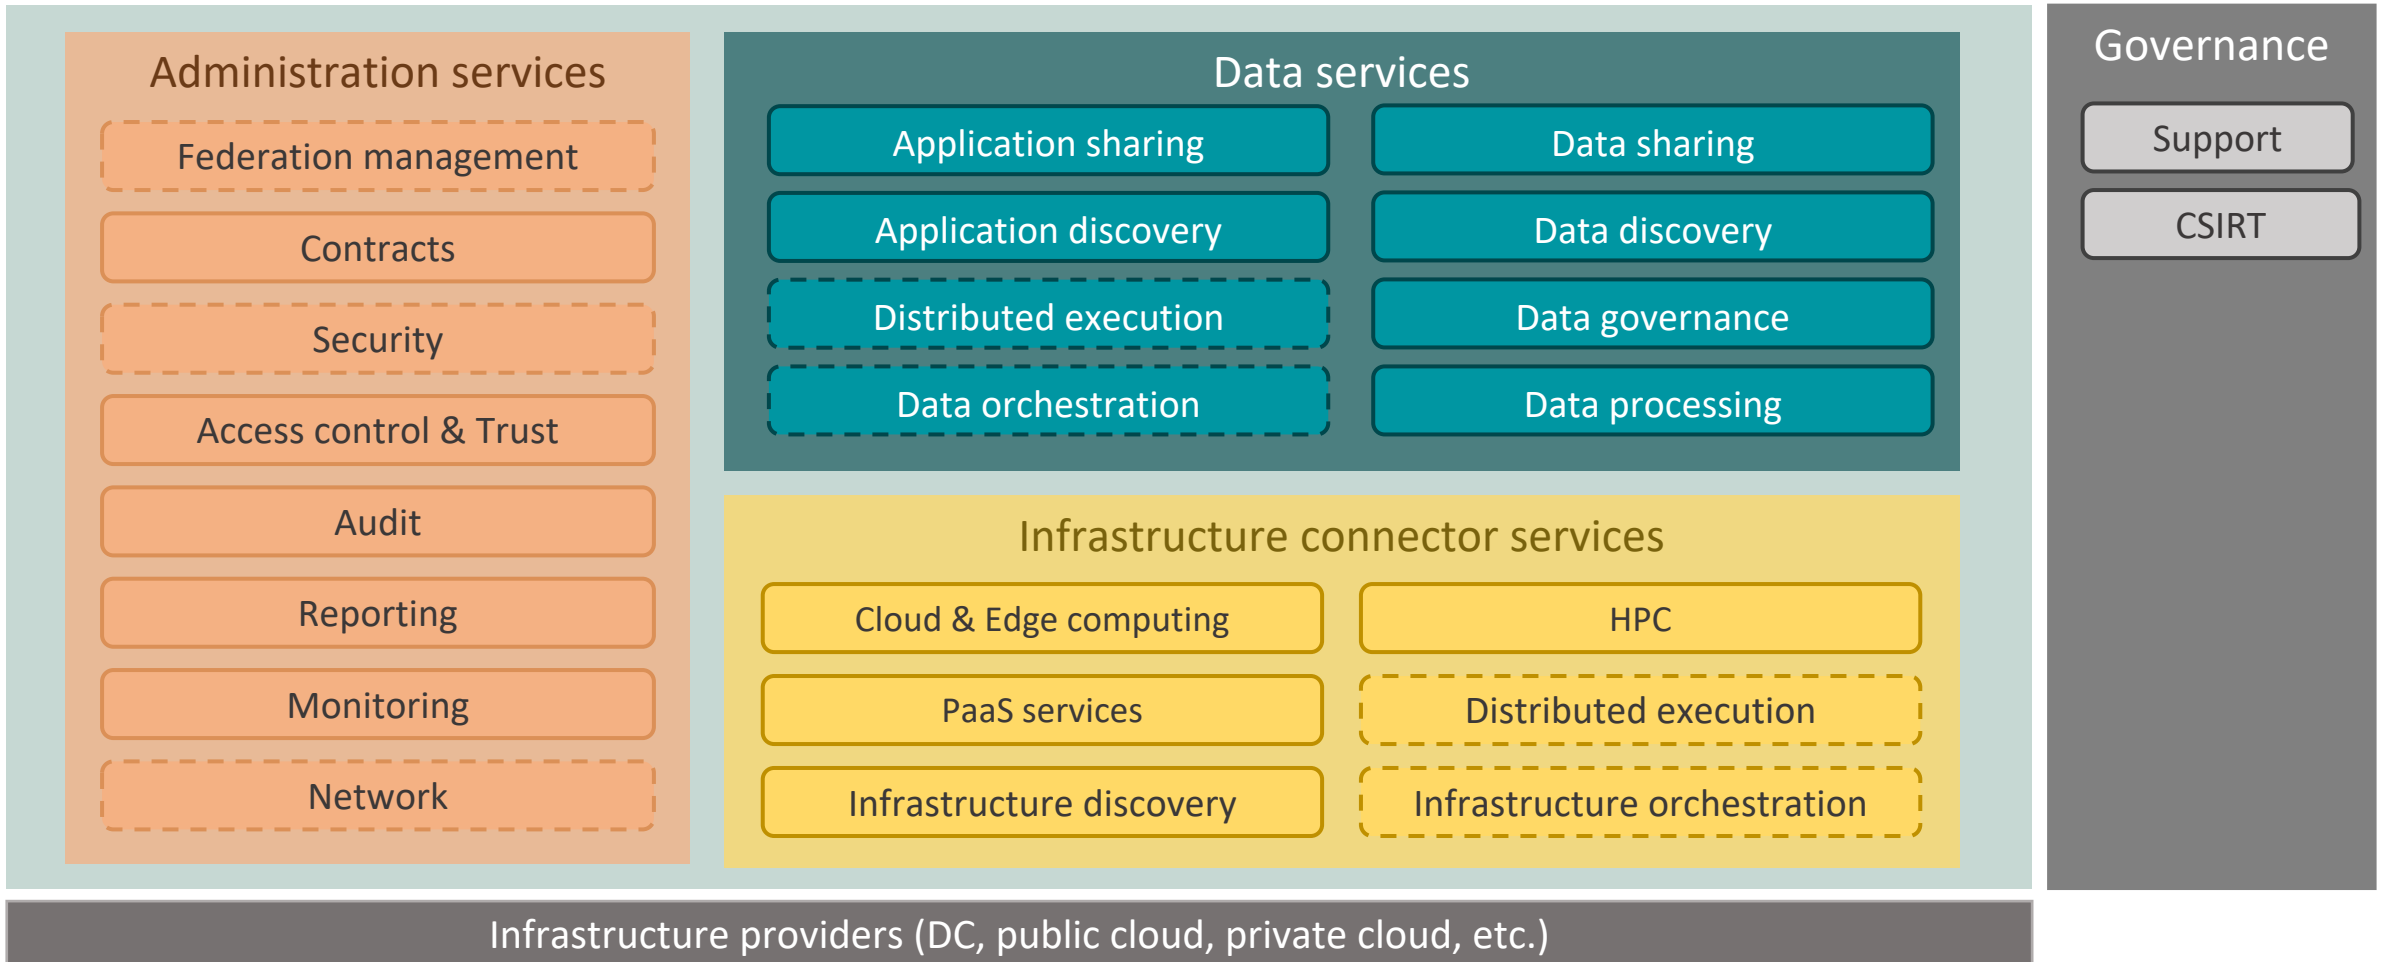 Administration services
Federation management
Contracts
Security
Access control & Trust
Audit
Reporting
Monitoring
Network
Data services
Application sharing
Data sharing
Application discovery
Data discovery
Distributed execution
Data governance
Data orchestration
Data processing
Infrastructure connector services
Cloud & Edge computing
HPC
PaaS services
Distributed execution
Infrastructure discovery
Infrastructure orchestration
Governance
Support
CSIRT
Infrastructure providers (DC, public cloud, private cloud, etc.)